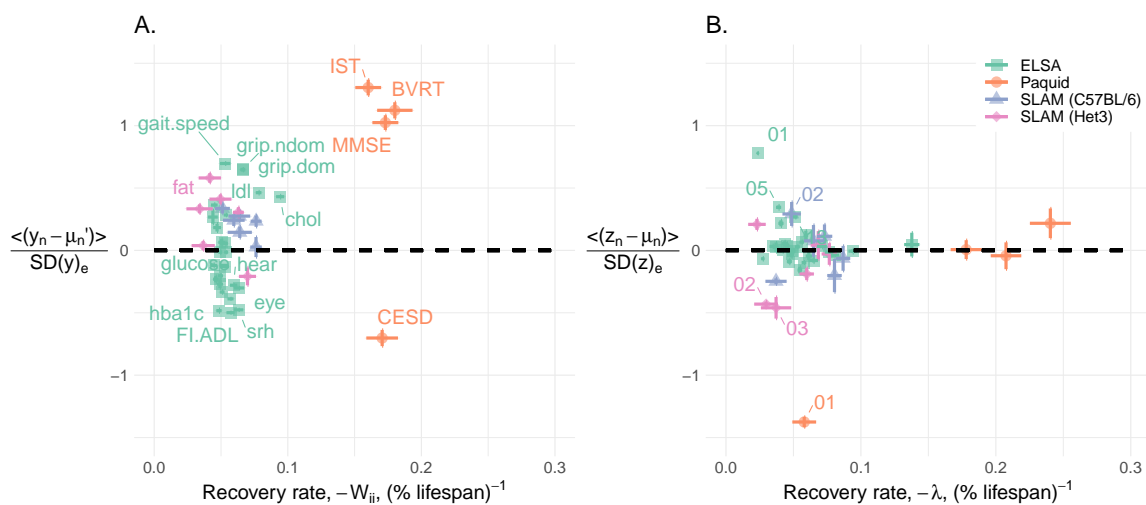 A.
IST
BVRT
MMSE
gait.speed
grip.ndom
grip.dom
fat
ldl
chol
glucose
hear
eye
hba1c
srh
FI.ADL
CESD
1
0
−1
<(yₙ − μₙ')>
SD(y)ₑ
0.0 0.1 0.2 0.3
Recovery rate, −Wᵢᵢ, (% lifespan)⁻¹
B.
ELSA
Paquid
SLAM (C57BL/6)
SLAM (Het3)
01
05
02
02
03
01
1
0
−1
<(zₙ − μₙ)>
SD(z)ₑ
0.0 0.1 0.2 0.3
Recovery rate, −λ, (% lifespan)⁻¹